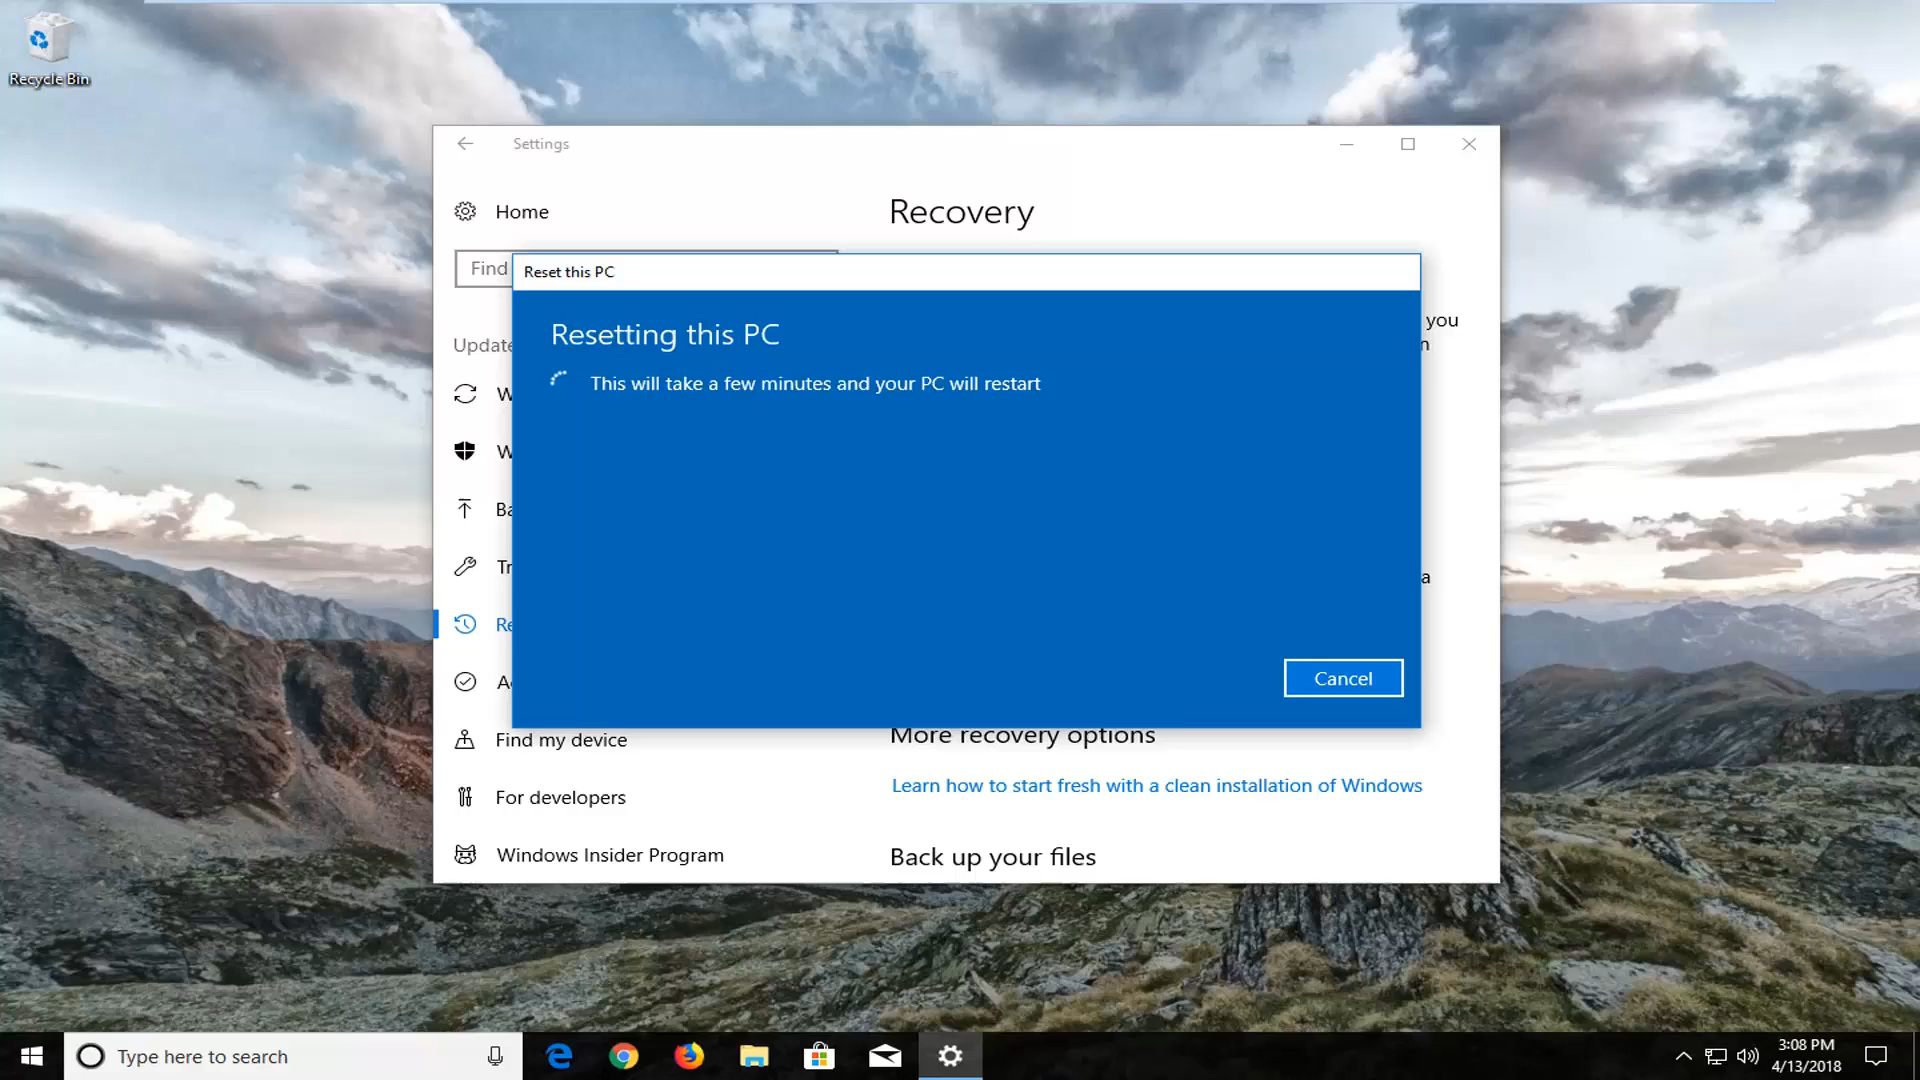 Recycle Bin
Settings
Home
Recovery
Find
Reset this PC
Resetting this PC
you
Update
n
This will take a few minutes and your PC will restart
W
W
Ba
Tr
a
Re
Cancel
Find my device
More recovery options
Learn how to start fresh with a clean installation of Windows
For developers
Windows Insider Program
Back up your files
Type here to search
3:08 PM
4/13/2018